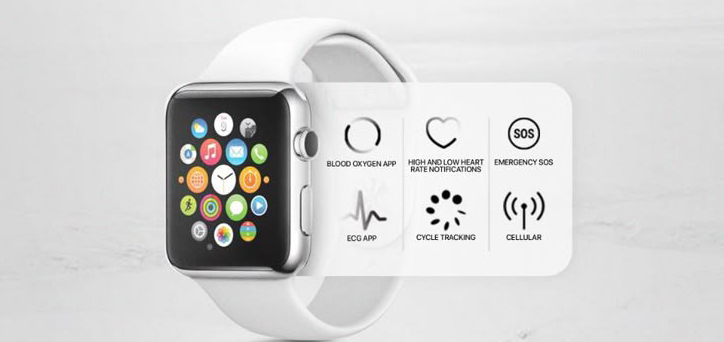 BLOOD OXYGEN APP
HIGH AND LOW HEART
RATE NOTIFICATIONS
SOS
EMERGENCY SOS
ECG APP
CYCLE TRACKING
CELLULAR